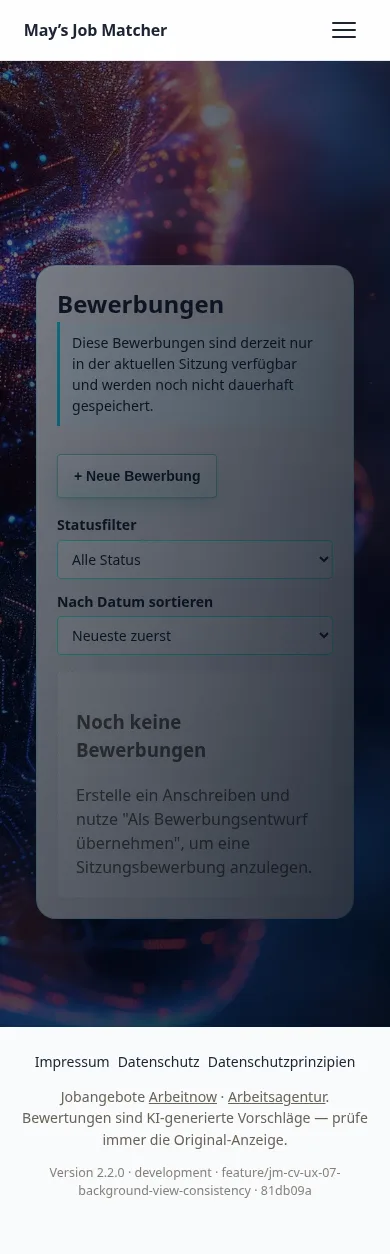 May’s Job Matcher
Bewerbungen
Diese Bewerbungen sind derzeit nur
in der aktuellen Sitzung verfügbar
und werden noch nicht dauerhaft
gespeichert.
+ Neue Bewerbung
Statusfilter
Alle Status
Nach Datum sortieren
Neueste zuerst
Noch keine
Bewerbungen
Erstelle ein Anschreiben und
nutze "Als Bewerbungsentwurf
übernehmen", um eine
Sitzungsbewerbung anzulegen.
Impressum Datenschutz Datenschutzprinzipien
Jobangebote Arbeitnow · Arbeitsagentur.
Bewertungen sind KI-generierte Vorschläge — prüfe
immer die Original-Anzeige.
Version 2.2.0 · development · feature/jm-cv-ux-07-
background-view-consistency · 81db09a